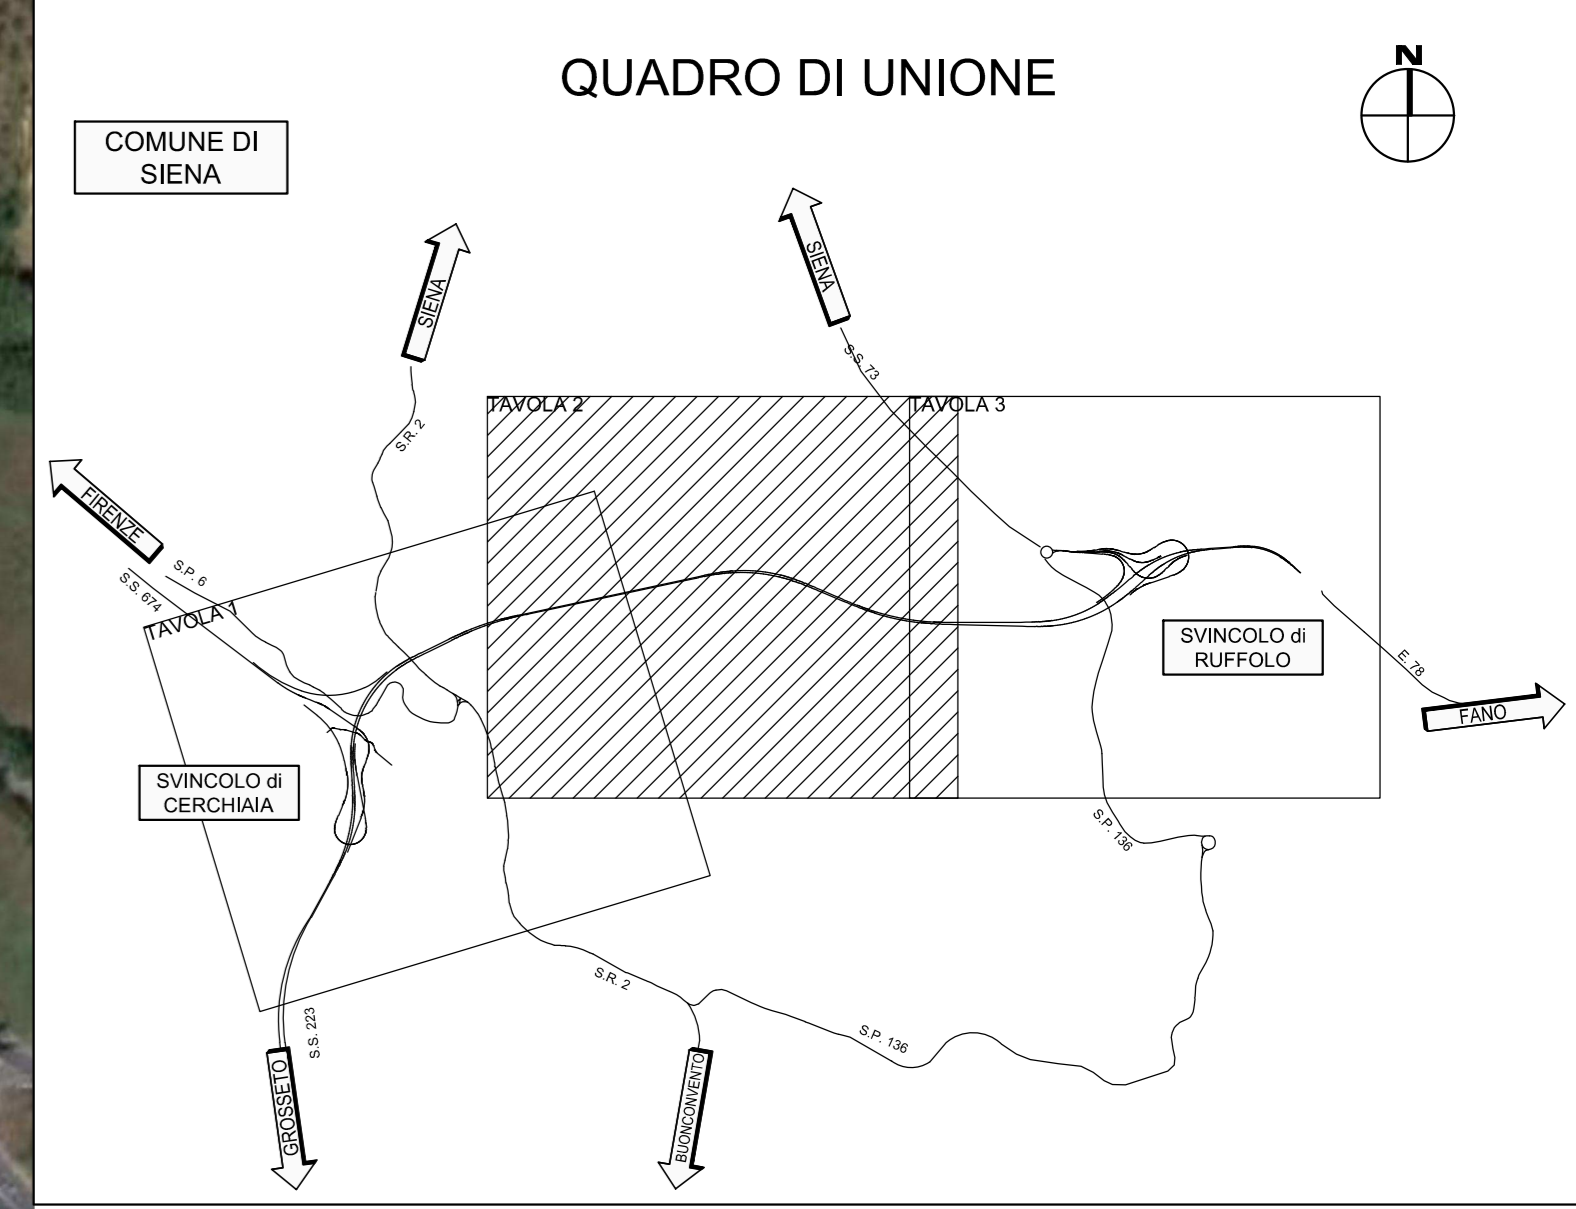 QUADRO DI UNIONE
N
COMUNE DI
SIENA
SIENA
SIENA
S.S. 73
TAVOLA 2
TAVOLA 3
S.R. 2
FIRENZE
S.P. 6
S.S. 674
TAVOLA 1
SVINCOLO di
RUFFOLO
E. 78
FANO
SVINCOLO di
CERCHIAIA
S.P. 136
S.R. 2
S.S. 223
S.P. 136
GROSSETO
BUONCONVENTO